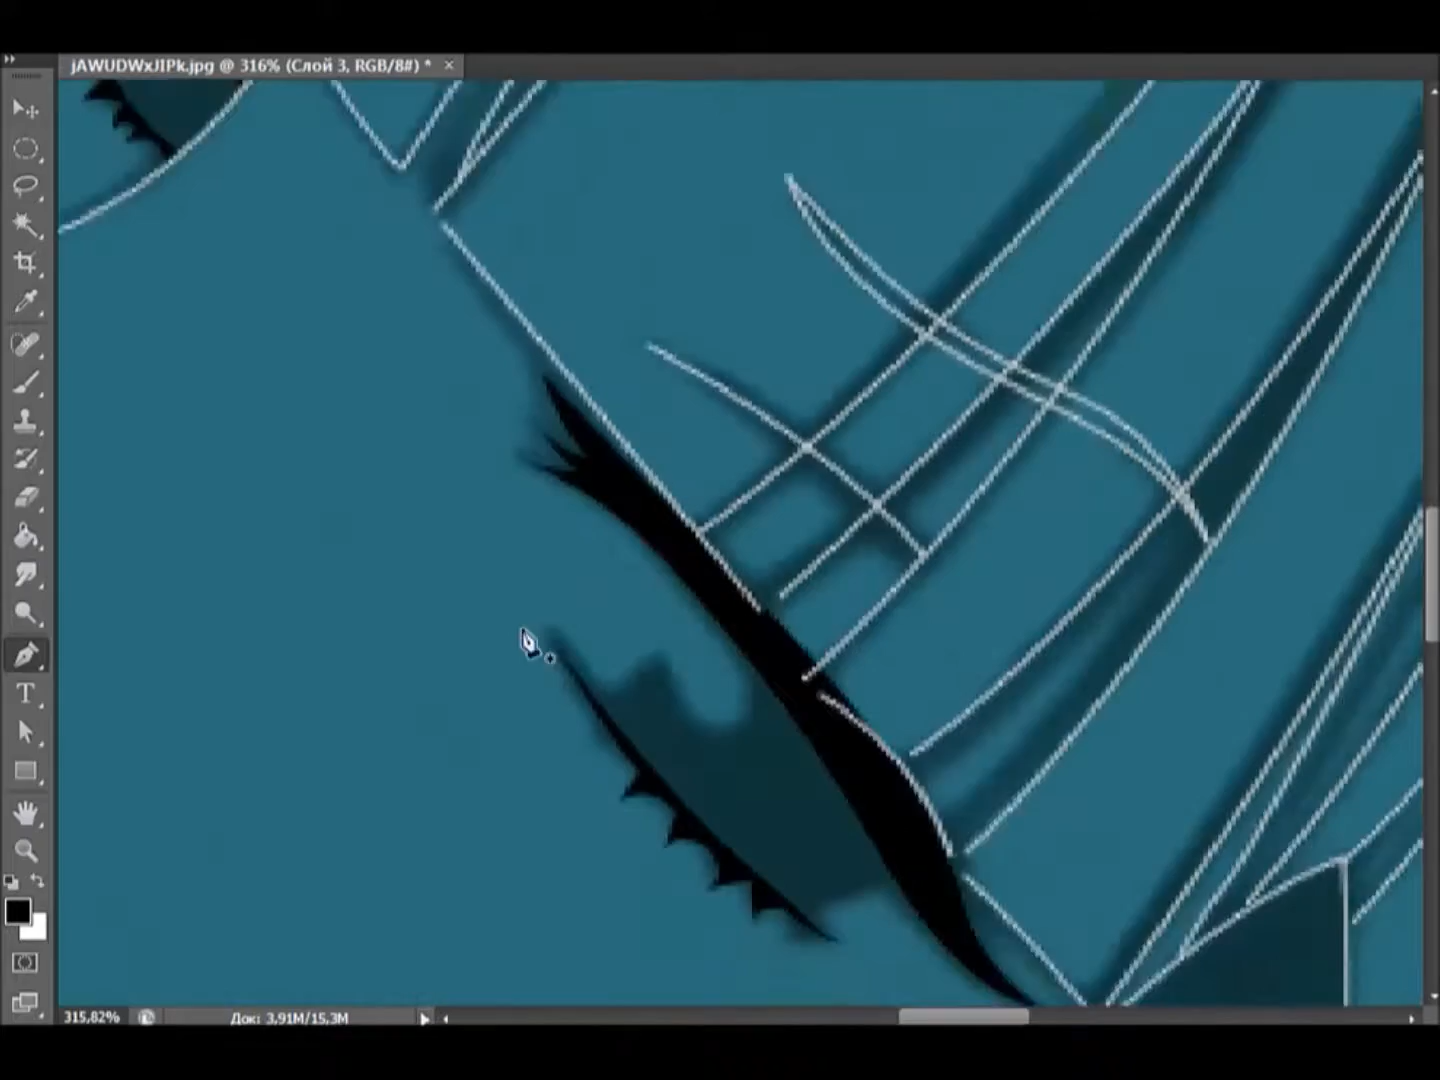 jAWUDWxJIPk.jpg @ 316% (Слой 3, RGB/8#) * ×
T
315,82% Док: 3,91M/15,3M